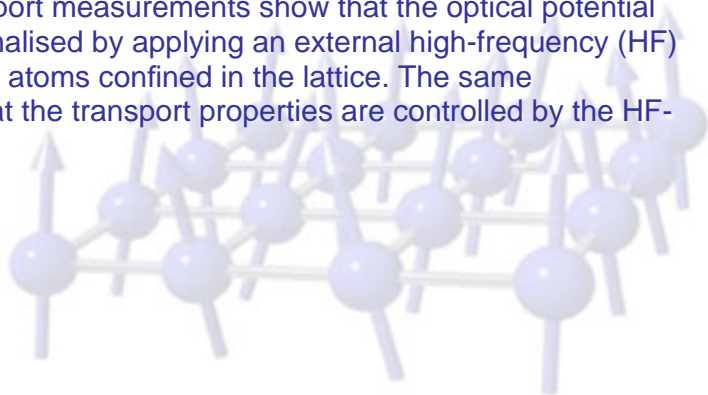 port measurements show that the optical potential
nalised by applying an external high-frequency (HF)
atoms confined in the lattice. The same
at the transport properties are controlled by the HF-